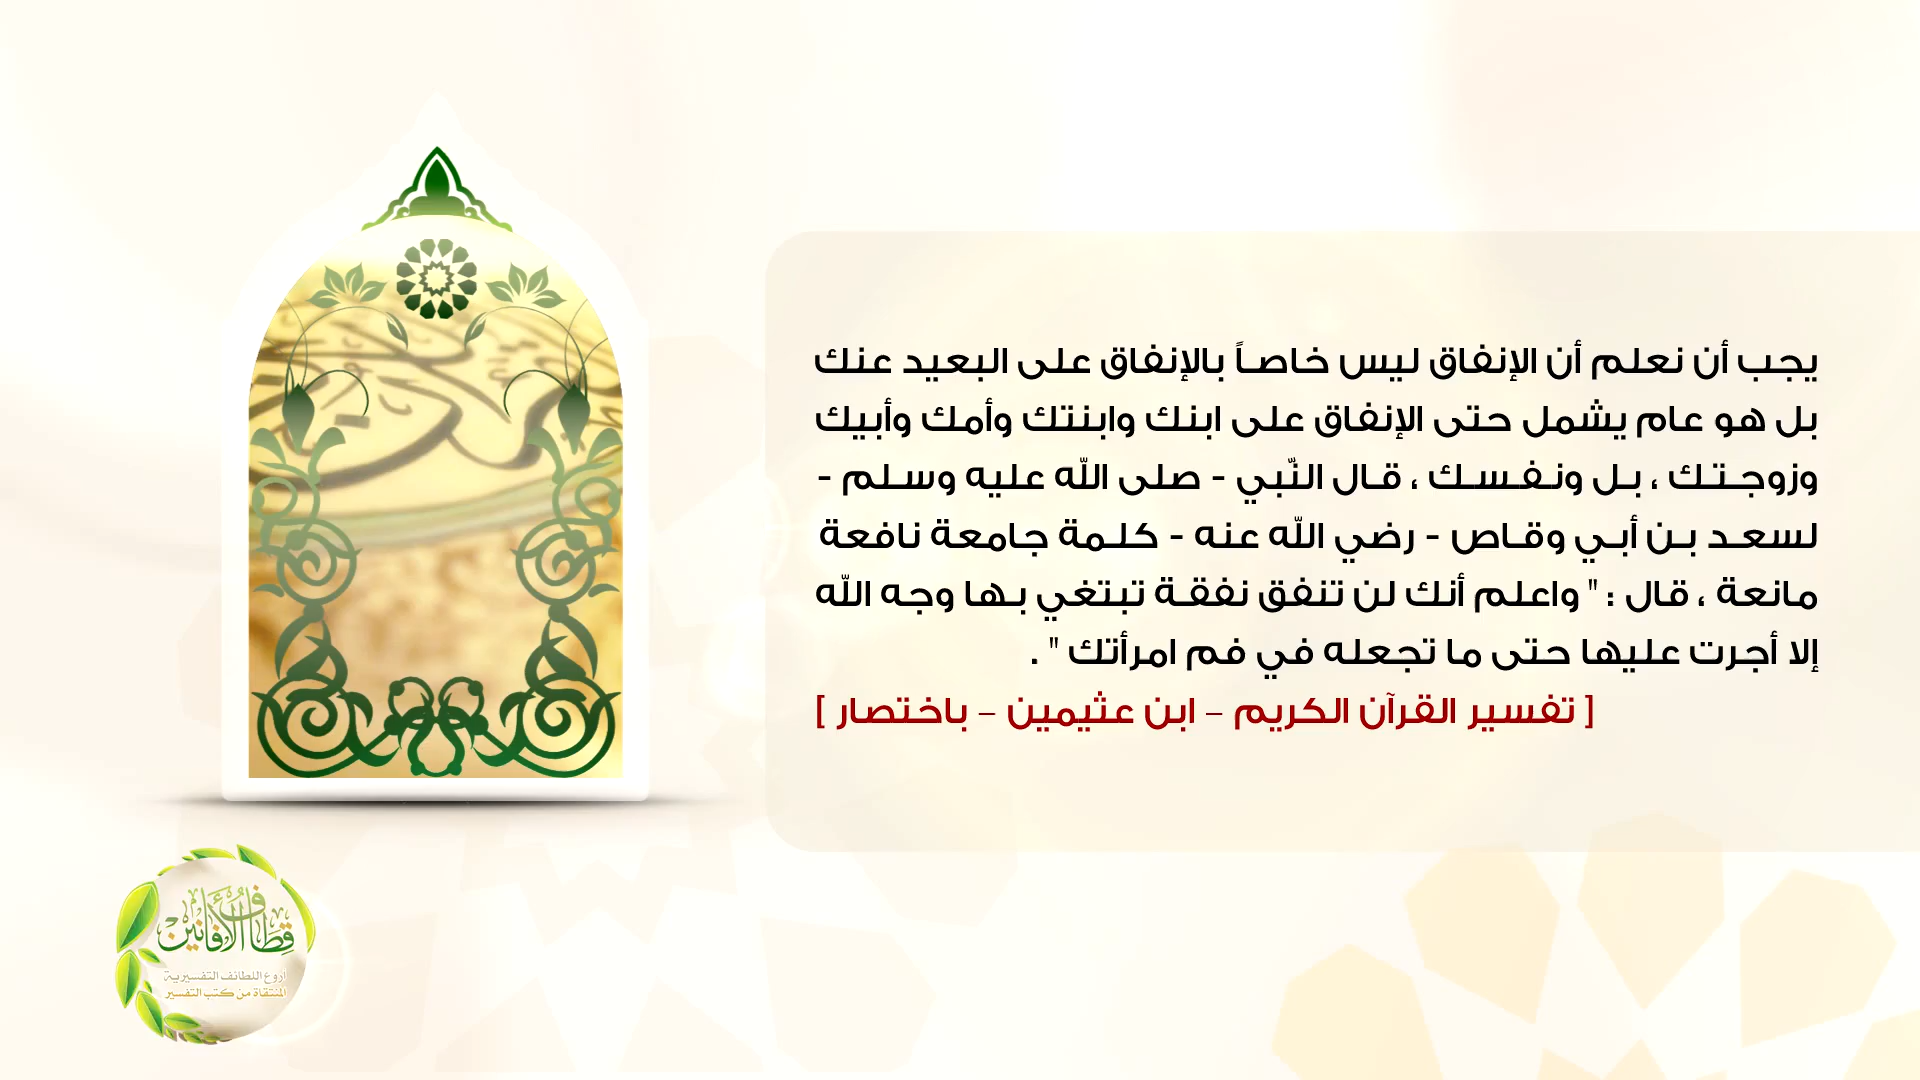 يجب أن نعلم أن الإنفاق ليس خاصاً بالإنفاق على البعيد عنك
بل هو عام يشمل حتى الإنفاق على ابنك وابنتك وأمك وأبيك
وزوجتك ، بل ونفسك ، قال النّبي - صلى الله عليه وسلم -
لسعد بن أبي وقاص - رضي الله عنه - كلمة جامعة نافعة
مانعة ، قال : " واعلم أنك لن تنفق نفقة تبتغي بها وجه الله
إلا أجرت عليها حتى ما تجعله في فم امرأتك " .
[ تفسير القرآن الكريم – ابن عثيمين – باختصار ]
قطاف الأفانين
أروع اللطائف التفسيرية
المنتقاة من كتب التفسير